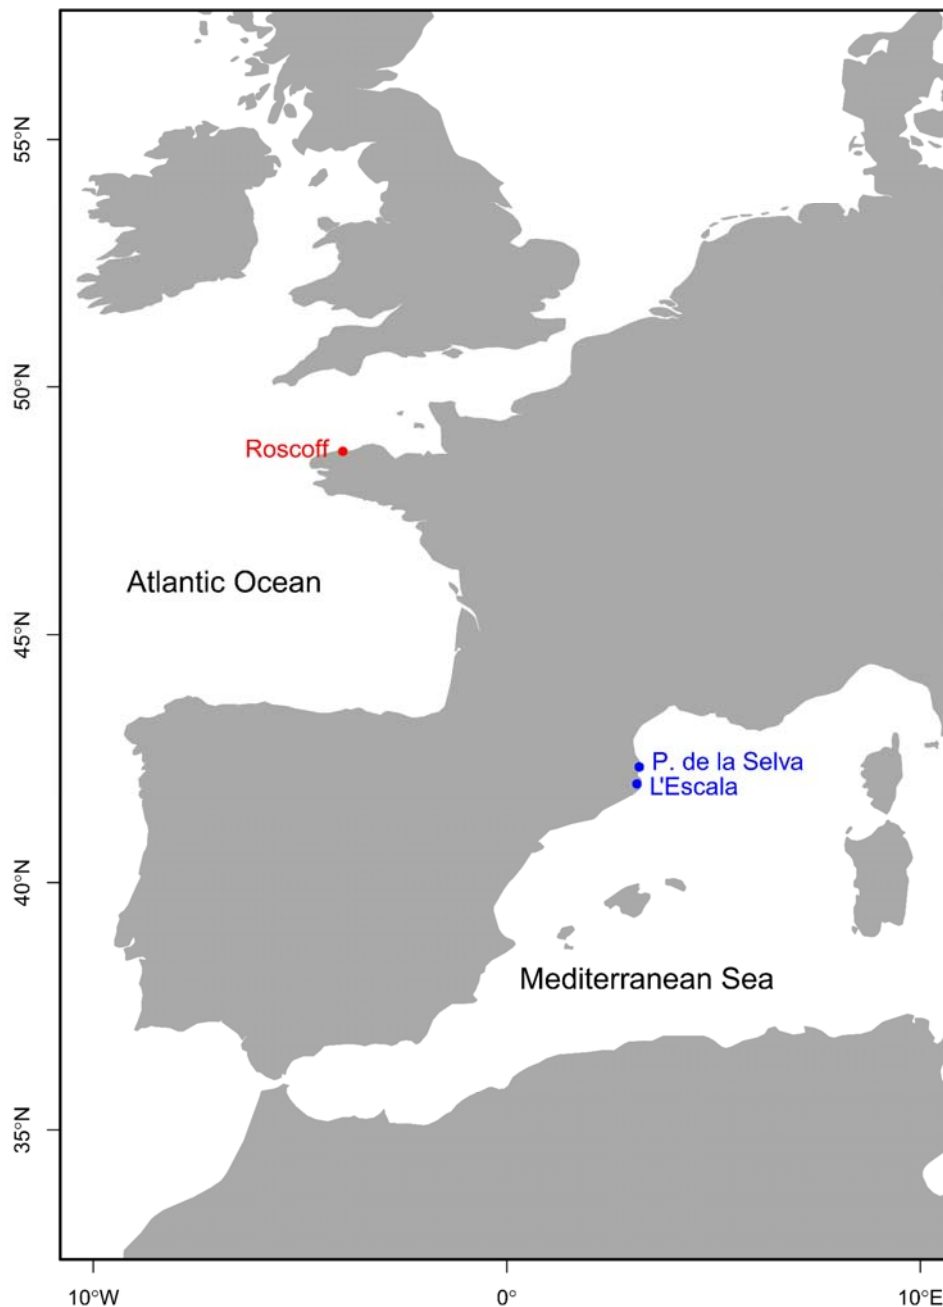 55°N
50°N
Roscoff
Atlantic Ocean
45°N
P. de la Selva
L'Escala
40°N
Mediterranean Sea
35°N
10°W
0°
10°E